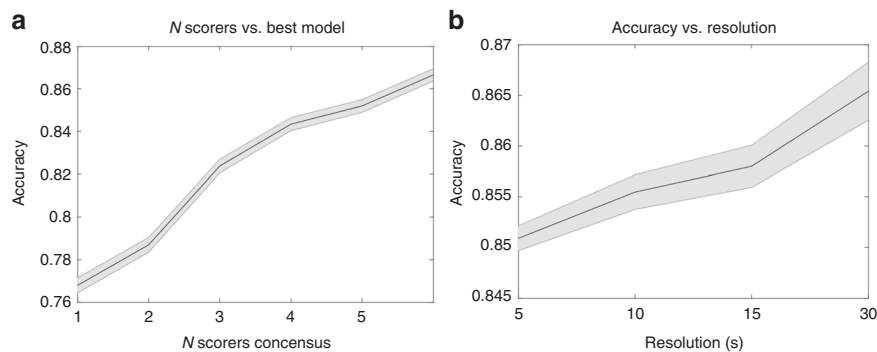 a
N scorers vs. best model
0.88
0.86
0.84
0.82
0.8
0.78
0.76
Accuracy
1 2 3 4 5
N scorers concensus
b
Accuracy vs. resolution
0.87
0.865
0.86
0.855
0.85
0.845
Accuracy
5 10 15 30
Resolution (s)